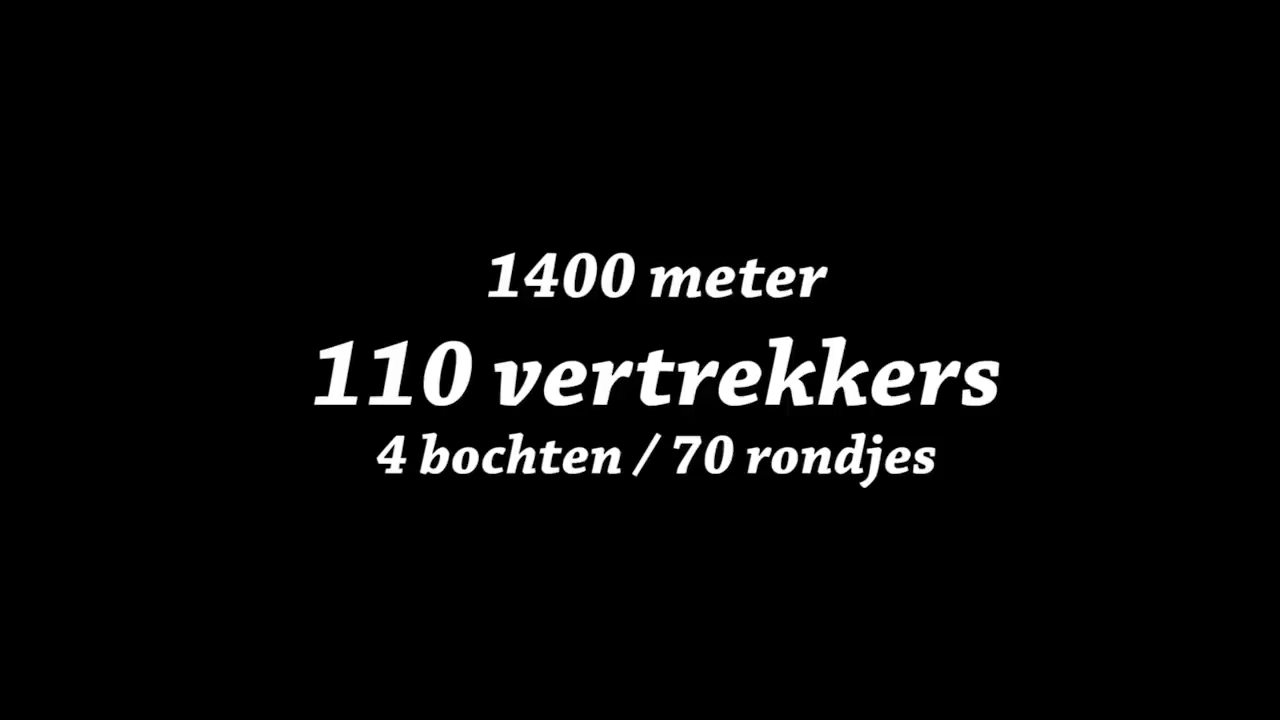 1400 meter
110 vertrekkers
4 bochten / 70 rondjes